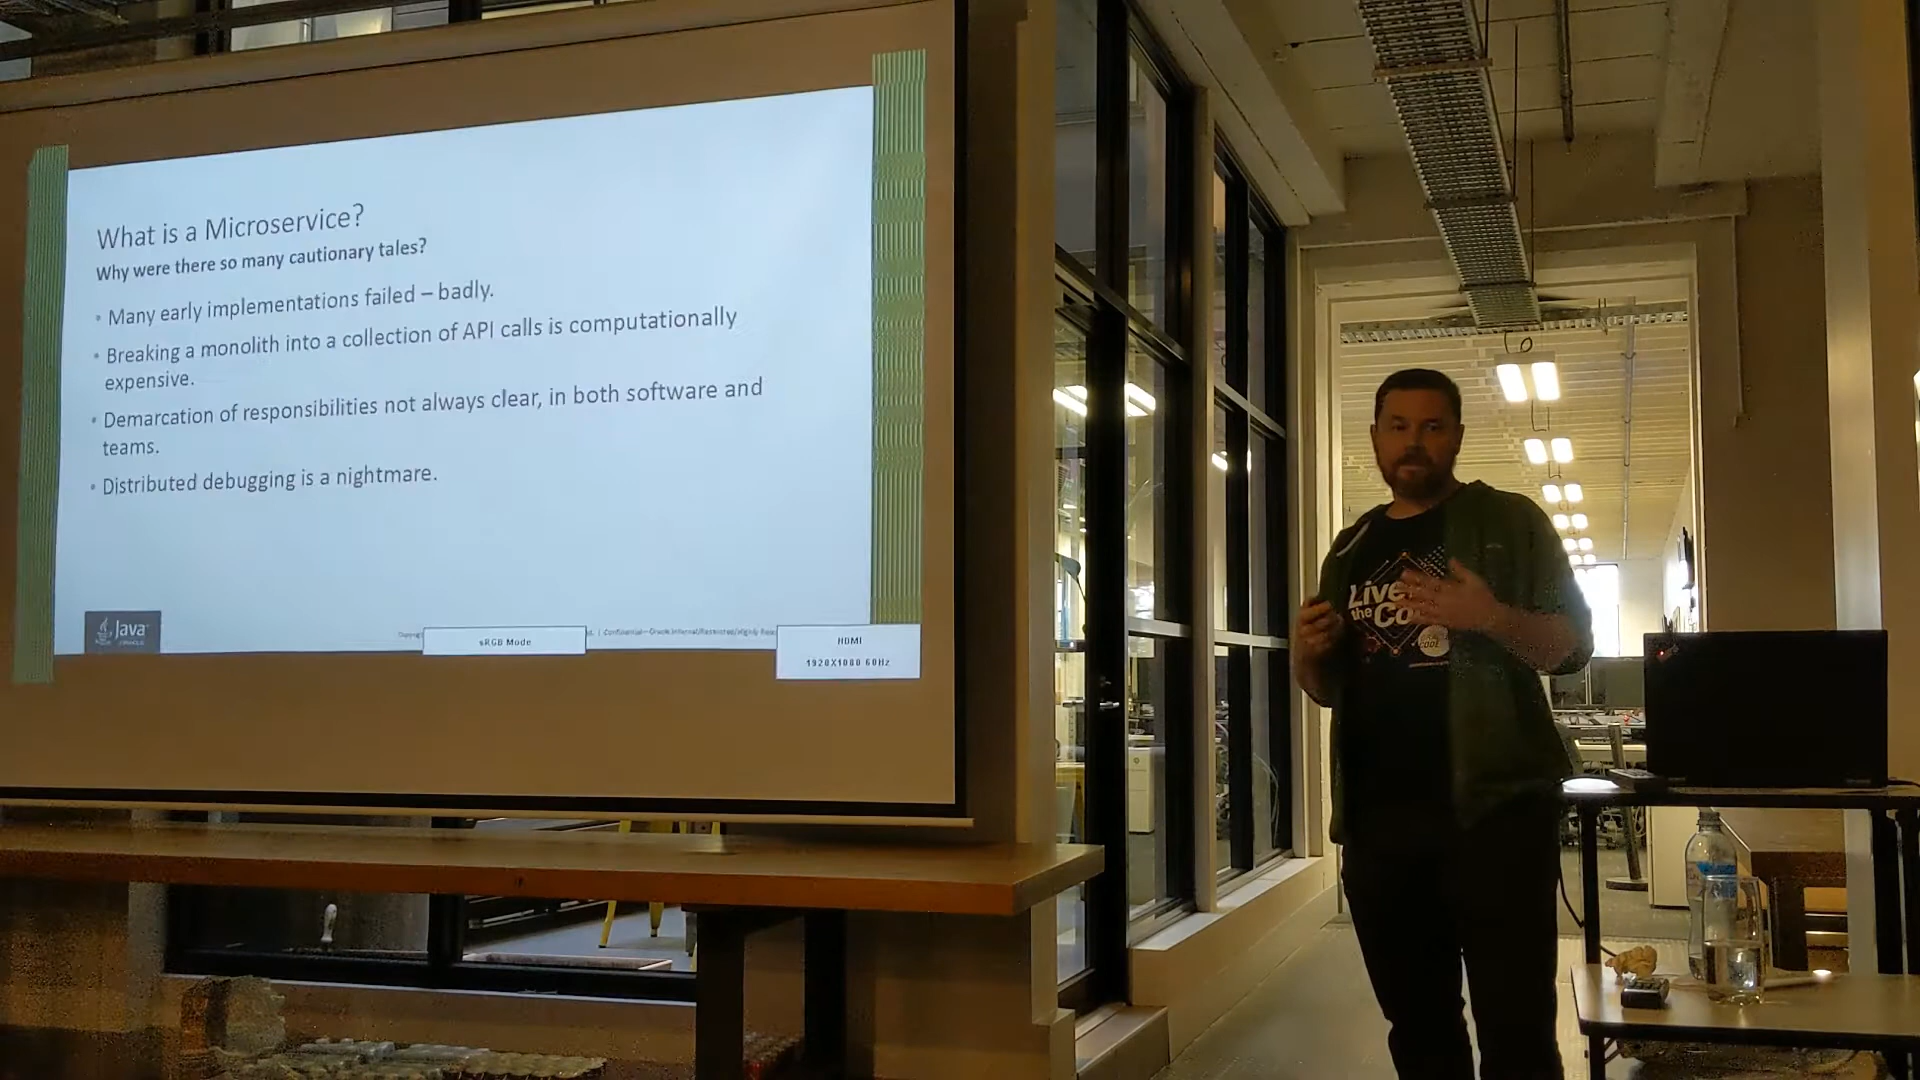 What is a Microservice?
Why were there so many cautionary tales?
• Many early implementations failed – badly.
• Breaking a monolith into a collection of API calls is computationally
expensive.
• Demarcation of responsibilities not always clear, in both software and
teams.
• Distributed debugging is a nightmare.
Java
sRGB Mode
HDMI
1920X1080 60Hz
Live
the Co
CODE